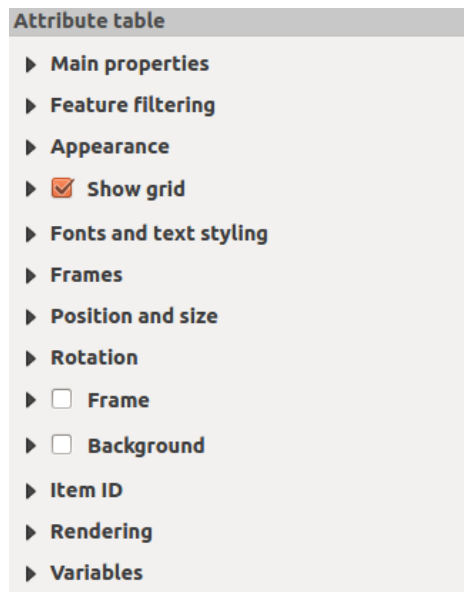 Attribute table
Main properties
Feature filtering
Appearance
Show grid
Fonts and text styling
Frames
Position and size
Rotation
Frame
Background
Item ID
Rendering
Variables